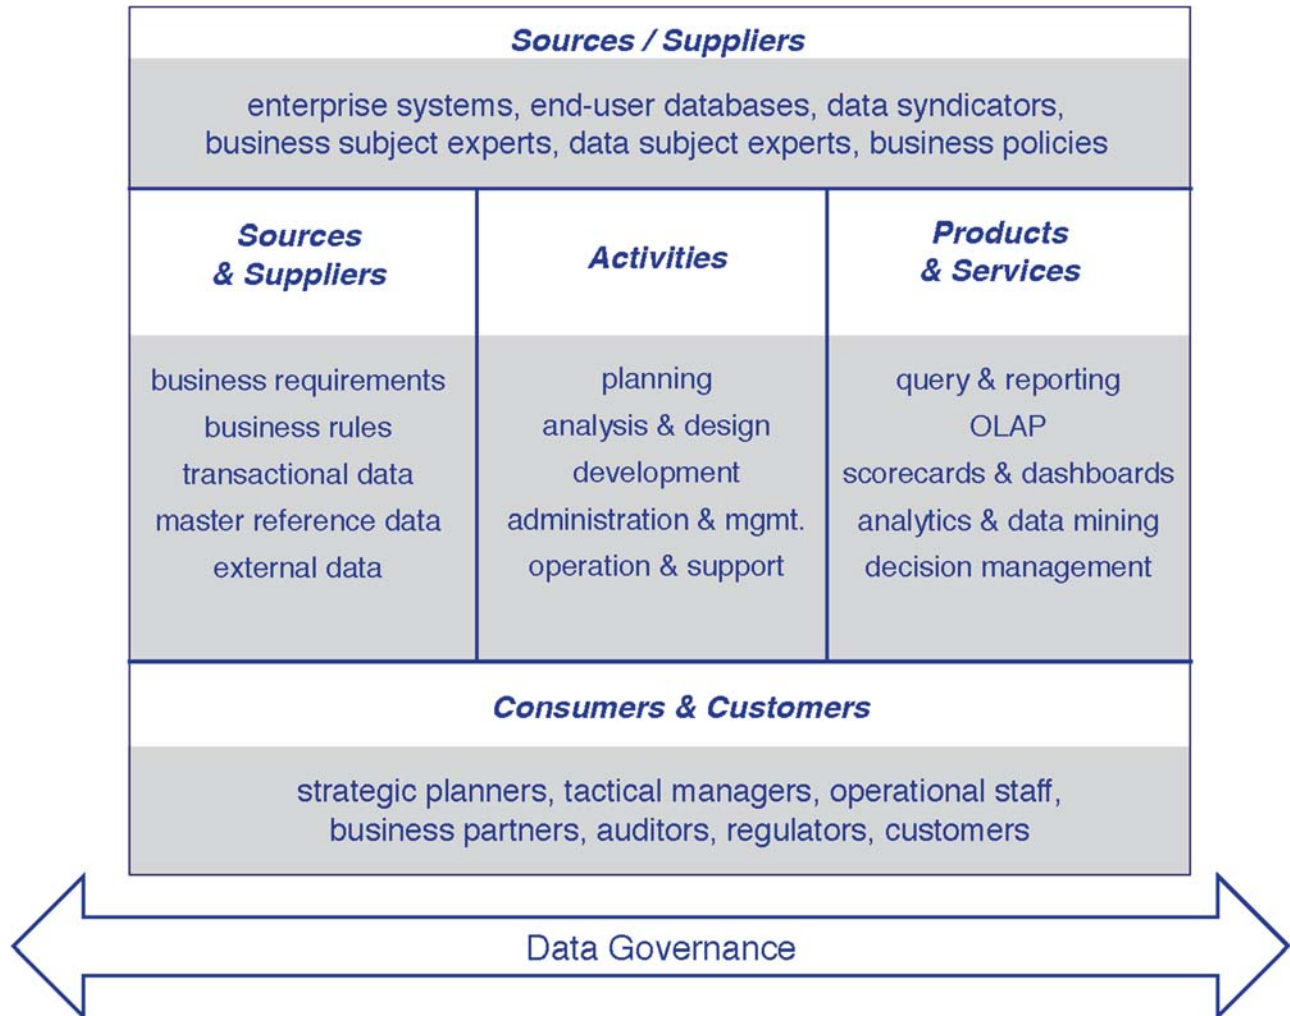 Sources / Suppliers
enterprise systems, end-user databases, data syndicators,
business subject experts, data subject experts, business policies
Sources
& Suppliers
business requirements
business rules
transactional data
master reference data
external data
Activities
planning
analysis & design
development
administration & mgmt.
operation & support
Products
& Services
query & reporting
OLAP
scorecards & dashboards
analytics & data mining
decision management
Consumers & Customers
strategic planners, tactical managers, operational staff,
business partners, auditors, regulators, customers
Data Governance